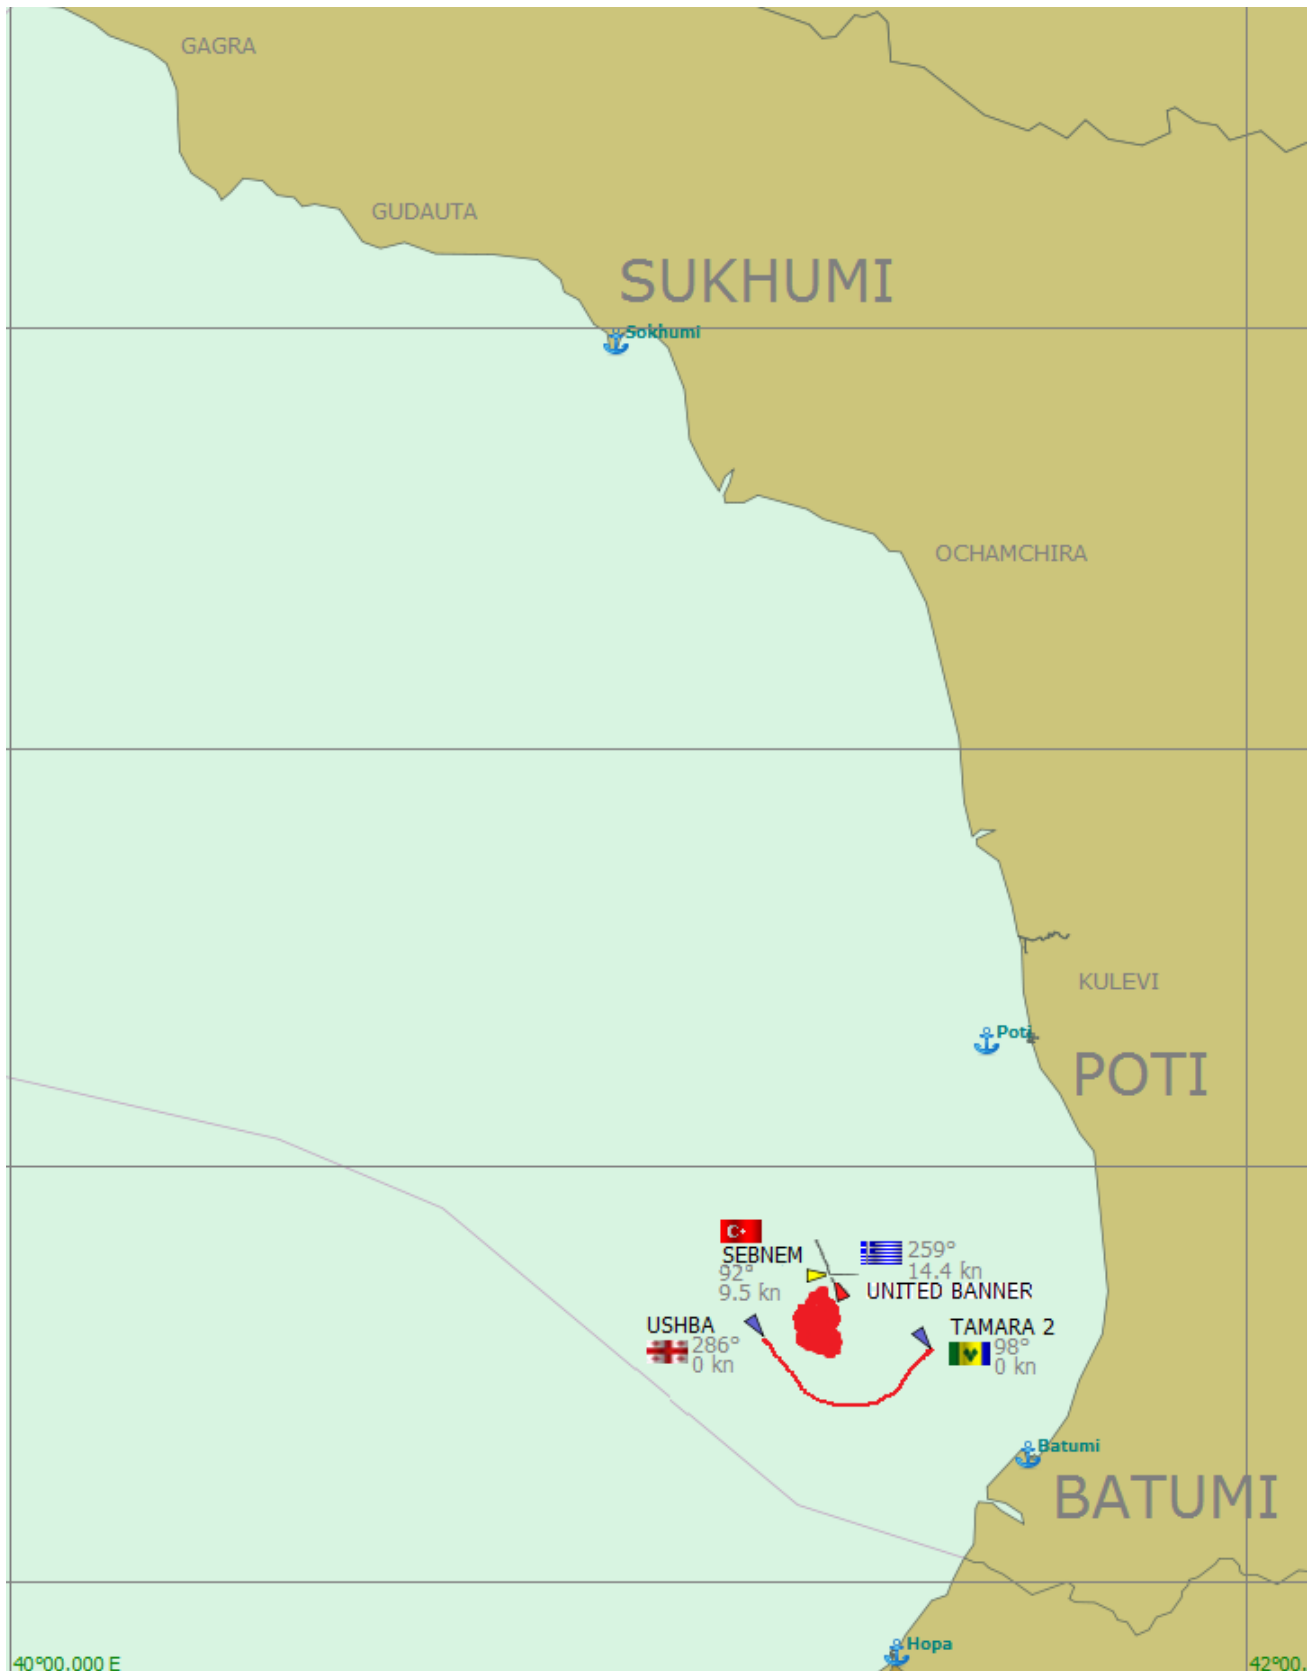 GAGRA
GUDAUTA
SUKHUMI
Sokhumi
OCHAMCHIRA
KULEVI
Poti
POTI
SEBNEM
92°
9.5 kn
259°
14.4 kn
UNITED BANNER
USHBA
286°
0 kn
TAMARA 2
98°
0 kn
Batumi
BATUMI
Hopa
40°00.000 E
42°00.